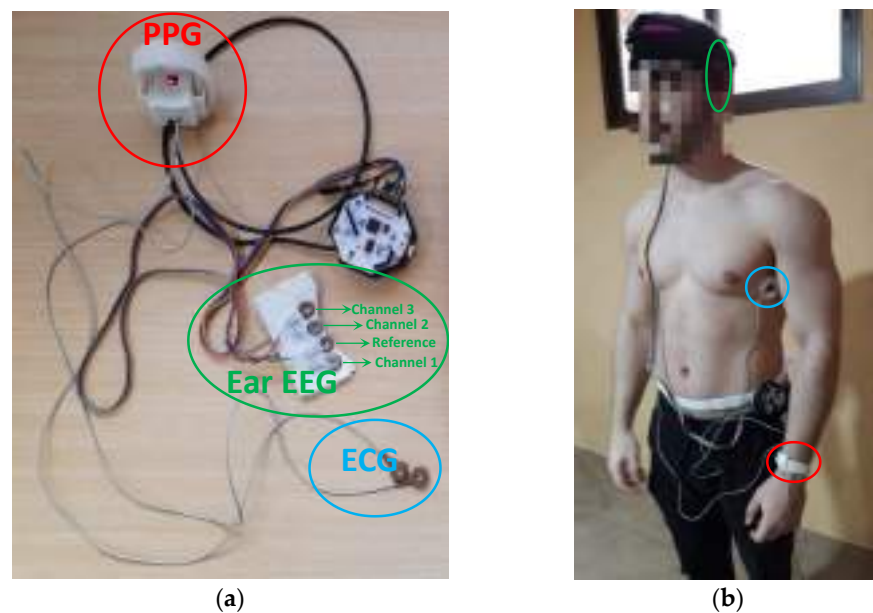 PPG
Channel 3
Channel 2
Reference
Channel 1
Ear EEG
ECG
(a)
(b)